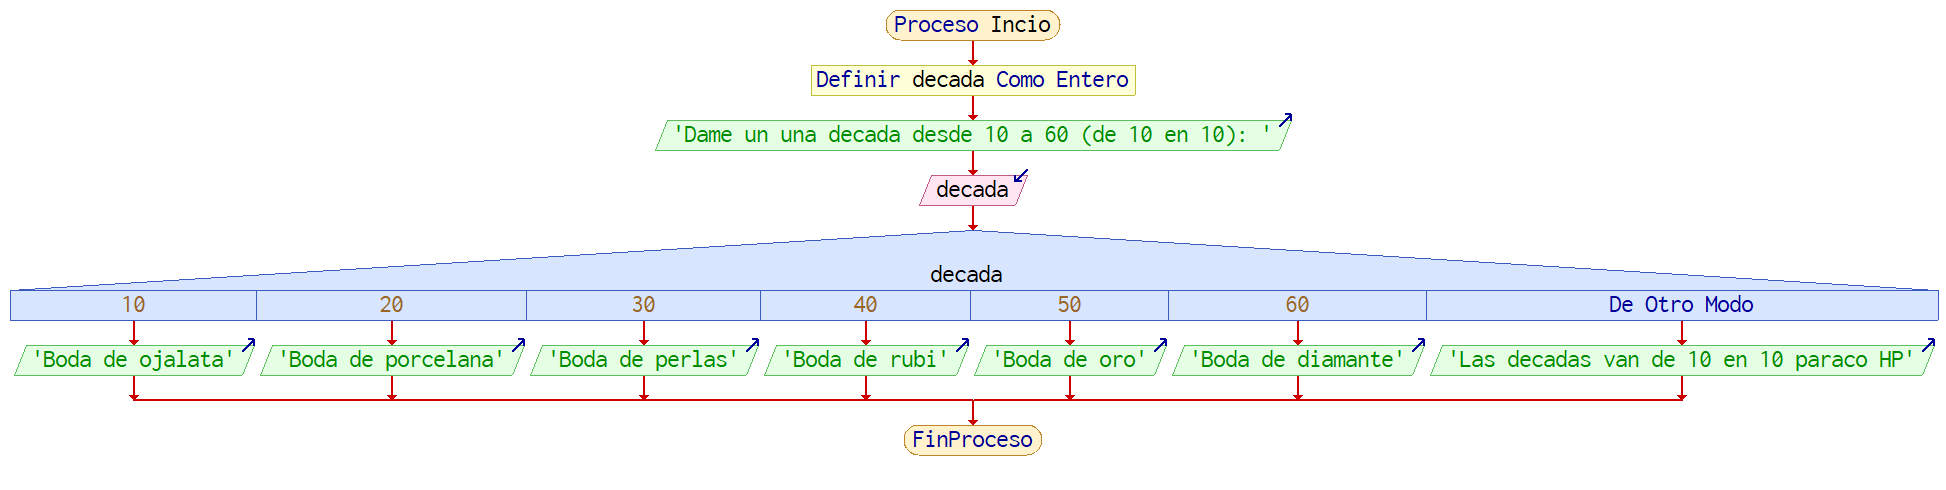 Proceso Incio
Definir decada Como Entero
'Dame un una decada desde 10 a 60 (de 10 en 10): '
decada
decada
10 20 30 40 50 60 De Otro Modo
'Boda de ojalata' 'Boda de porcelana' 'Boda de perlas' 'Boda de rubi' 'Boda de oro' 'Boda de diamante' 'Las decadas van de 10 en 10 paraco HP'
FinProceso